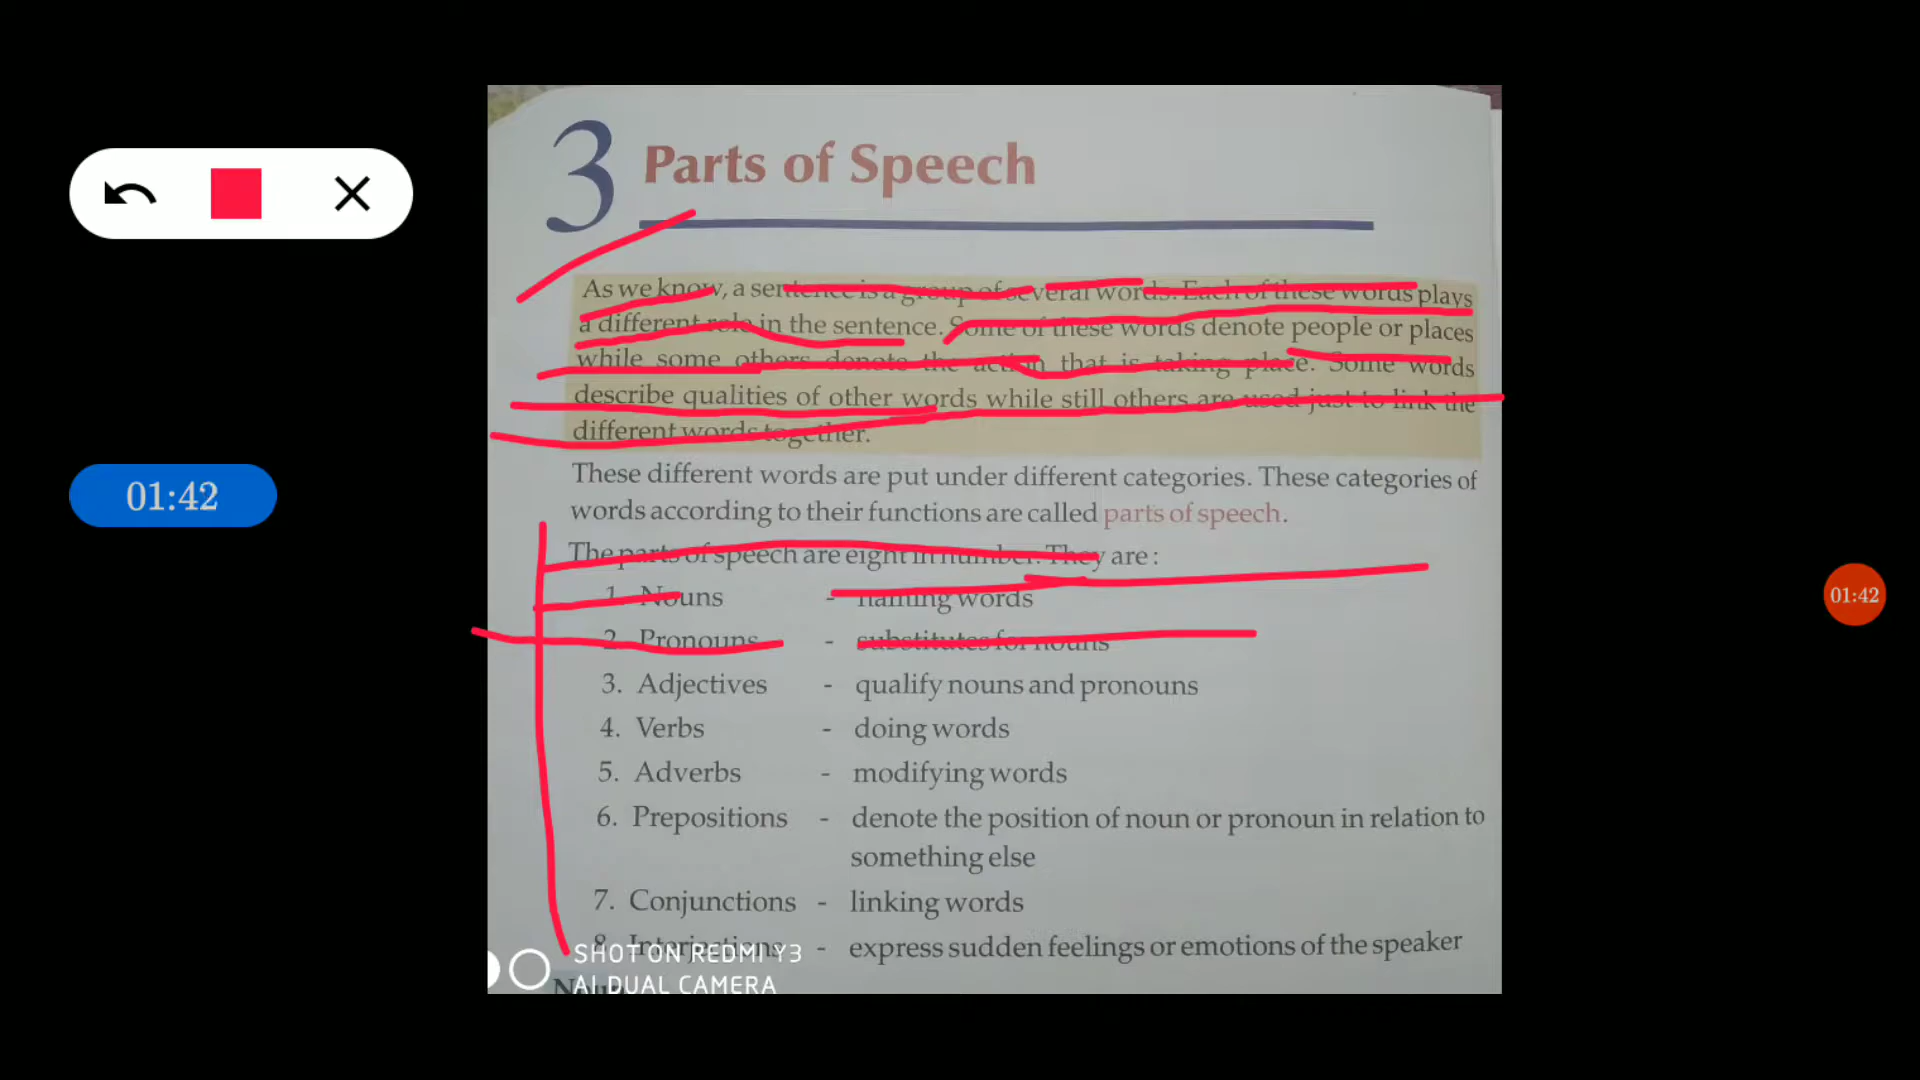 3 Parts of Speech
As we know, a sentence is a group of several words. Each of these words plays
a different role in the sentence. Some of these words denote people or places
while some others denote the action that is taking place. Some words
describe qualities of other words while still others are used just to link the
different words together.
These different words are put under different categories. These categories of
words according to their functions are called parts of speech.
The parts of speech are eight in number. They are :
1. Nouns - naming words
2. Pronouns - substitutes for nouns
3. Adjectives - qualify nouns and pronouns
4. Verbs - doing words
5. Adverbs - modifying words
6. Prepositions - denote the position of noun or pronoun in relation to
something else
7. Conjunctions - linking words
8. Interjections - express sudden feelings or emotions of the speaker
SHOT ON REDMI Y3
AI DUAL CAMERA
Noun
01:42
01:42